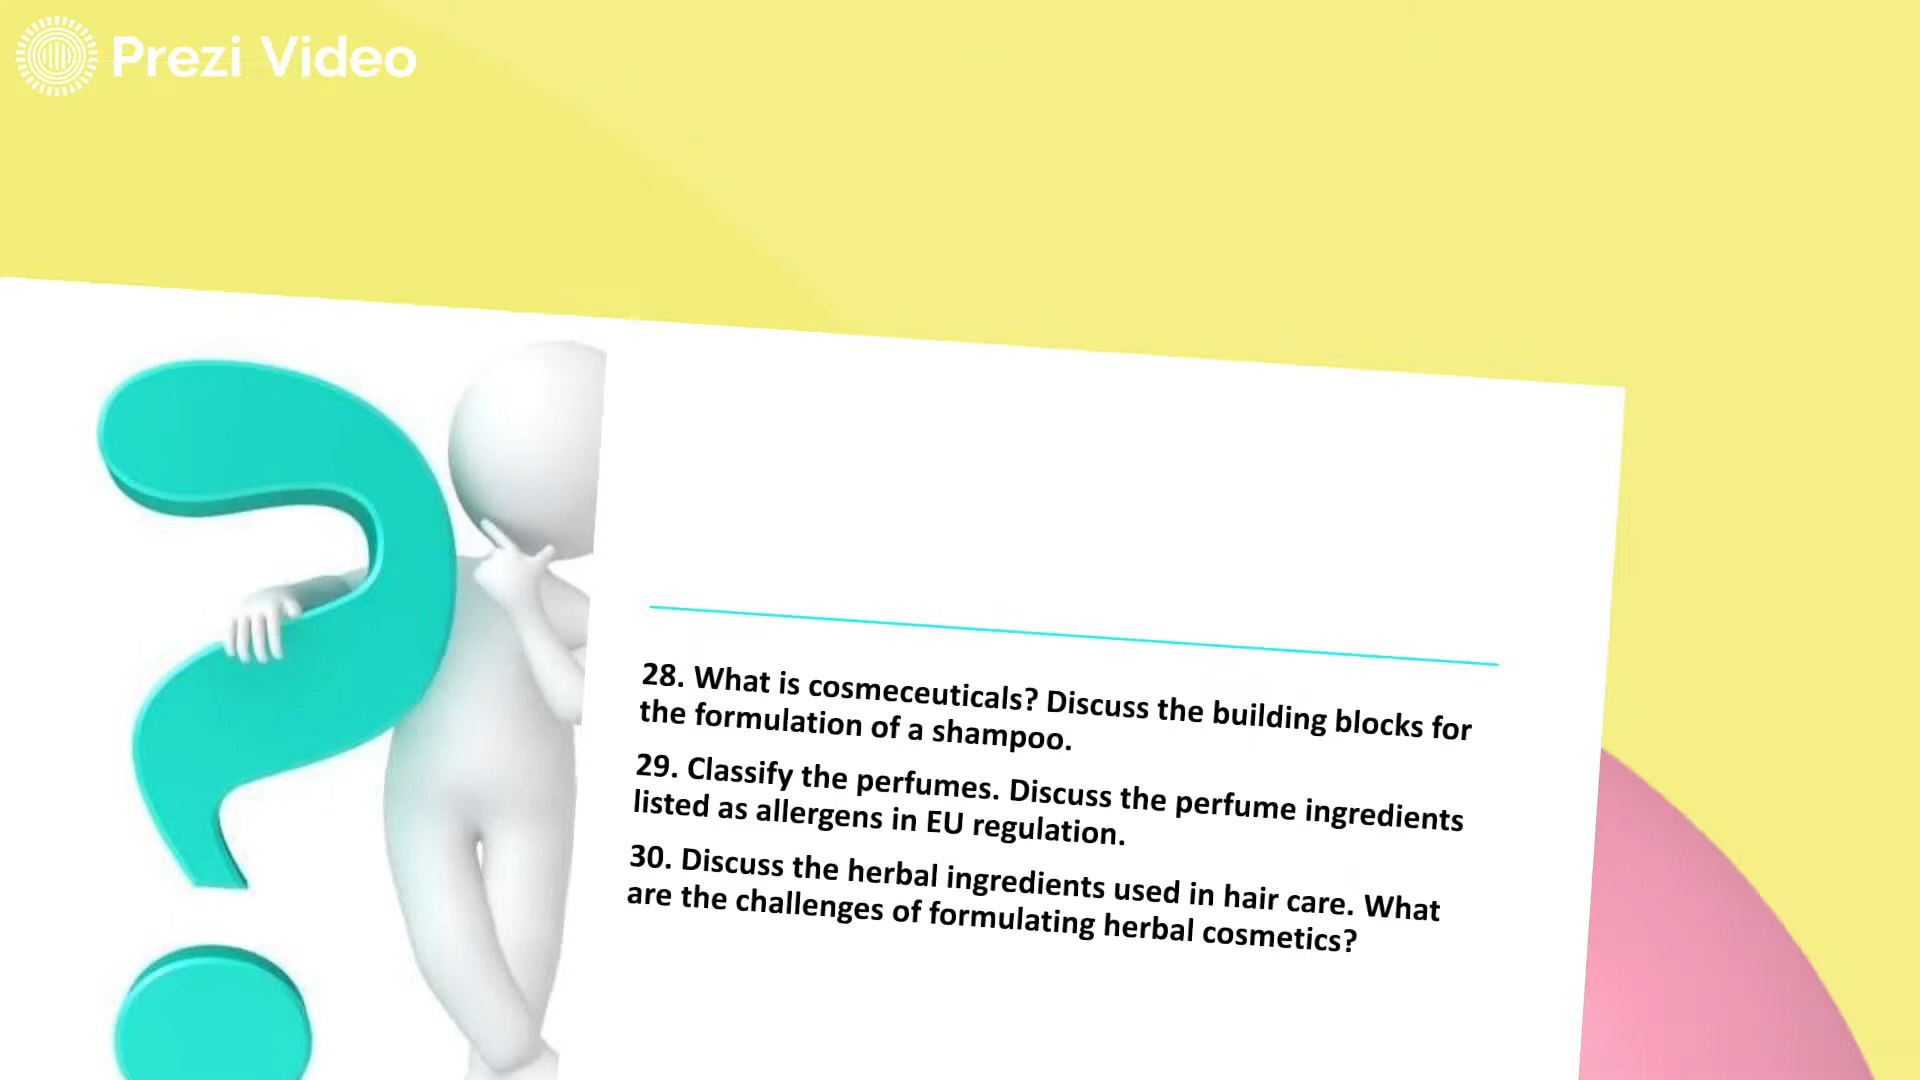 Prezi Video
28. What is cosmeceuticals? Discuss the building blocks for
the formulation of a shampoo.
29. Classify the perfumes. Discuss the perfume ingredients
listed as allergens in EU regulation.
30. Discuss the herbal ingredients used in hair care. What
are the challenges of formulating herbal cosmetics?